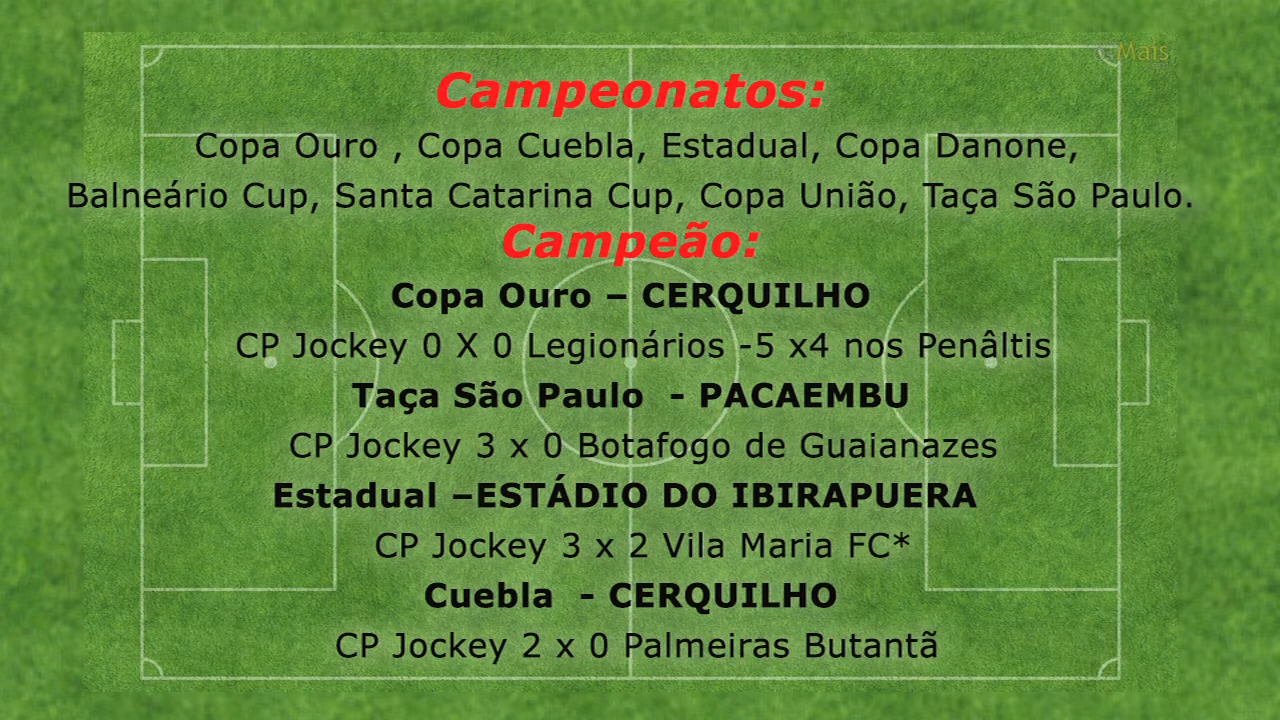 Mais
Campeonatos:
Copa Ouro , Copa Cuebla, Estadual, Copa Danone,
Balneário Cup, Santa Catarina Cup, Copa União, Taça São Paulo.
Campeão:
Copa Ouro – CERQUILHO
CP Jockey 0 X 0 Legionários -5 x4 nos Penâltis
Taça São Paulo - PACAEMBU
CP Jockey 3 x 0 Botafogo de Guaianazes
Estadual –ESTÁDIO DO IBIRAPUERA
CP Jockey 3 x 2 Vila Maria FC*
Cuebla - CERQUILHO
CP Jockey 2 x 0 Palmeiras Butantã